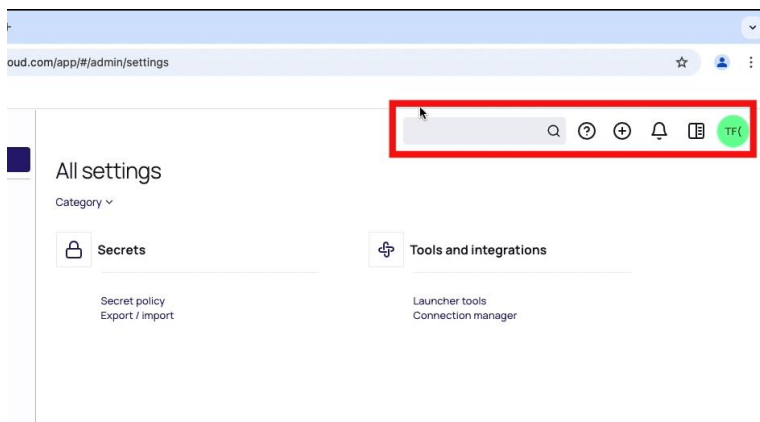 oud.com/app/#/admin/settings
TF(
All settings
Category
Secrets
Tools and integrations
Secret policy
Export / import
Launcher tools
Connection manager